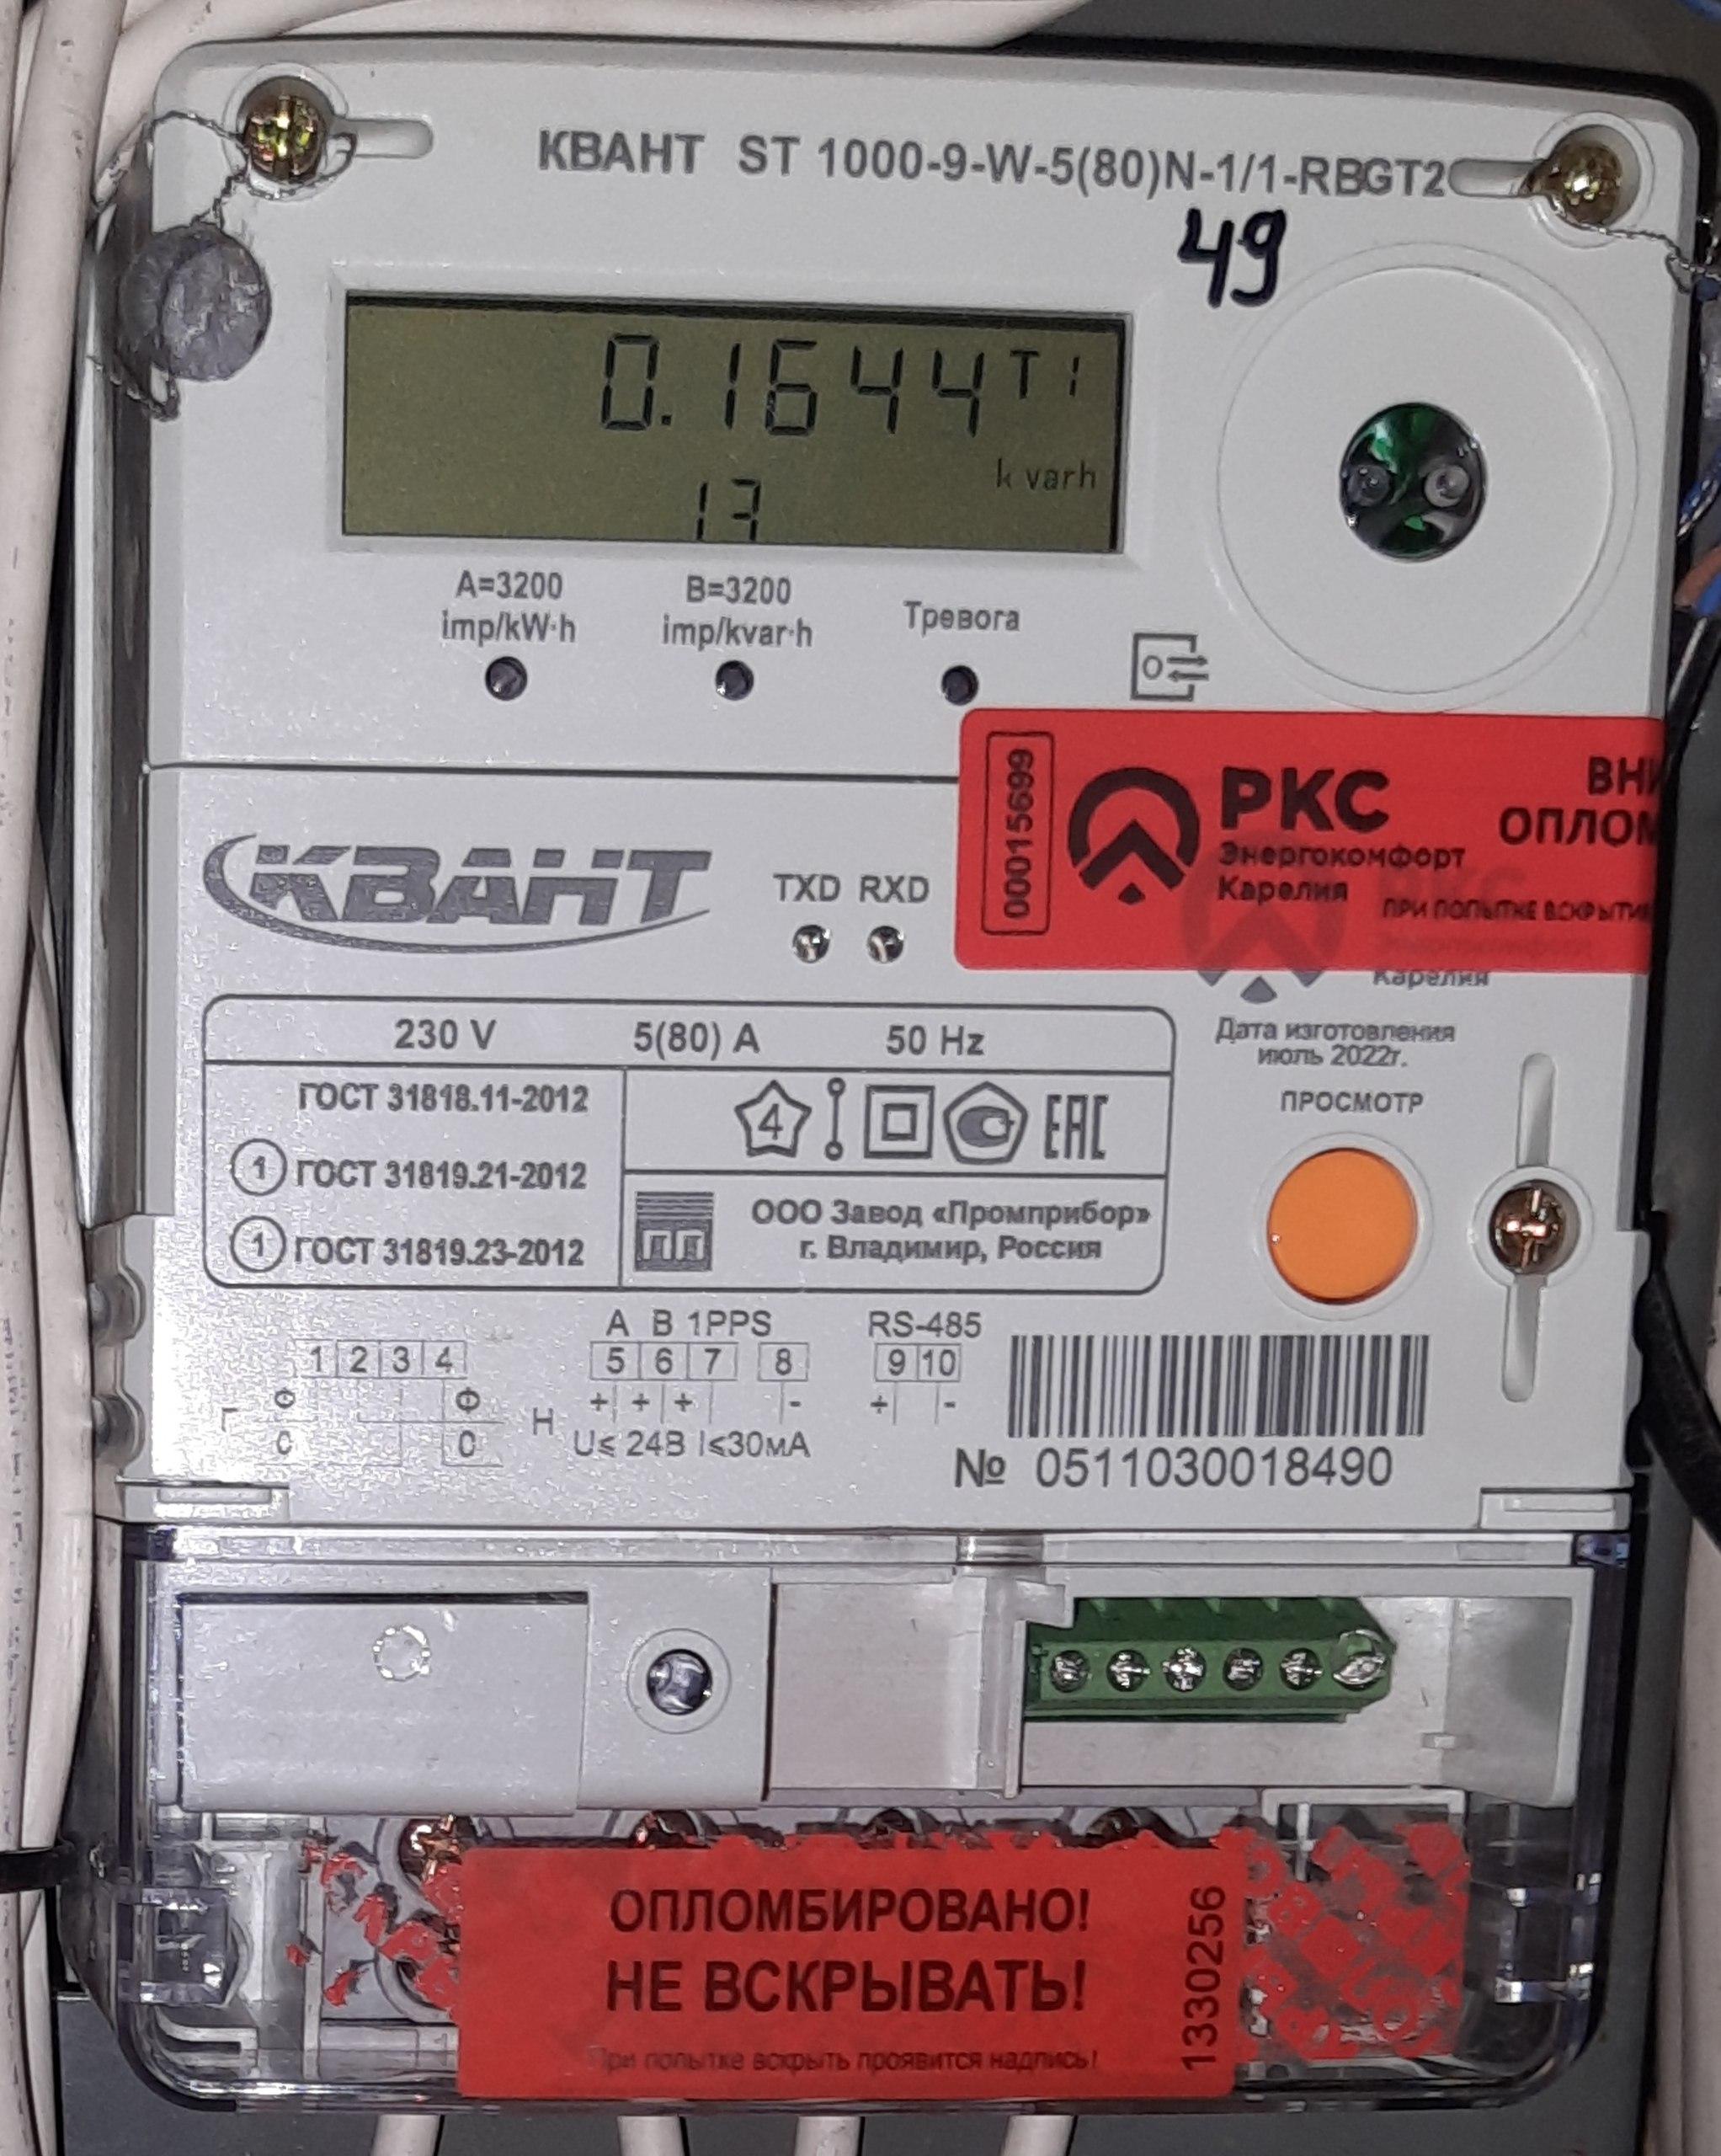 КВАНТ ST 1000-9-W-5(80)N-1/1-RBGT2
49
0.1644 T1
k varh
13
A=3200
imp/kW·h
B=3200
imp/kvar·h
Тревога
00015699
РКС
Энергокомфорт
Карелия
ПРИ ПОПЫТКЕ
КВАНТ
TXD RXD
Карелия
230 V 5(80) A 50 Hz
ГОСТ 31818.11-2012
1 ГОСТ 31819.21-2012
1 ГОСТ 31819.23-2012
4
ЕАС
ООО Завод «Промприбор»
г. Владимир, Россия
Дата изготовления
июль 2022г.
ПРОСМОТР
1 2 3 4
Ф Ф
Г Н
О О
A B 1PPS
5 6 7 8
+ + + -
U≤ 24В I≤30мА
RS-485
9 10
+ -
№ 0511030018490
ОПЛОМБИРОВАНО!
НЕ ВСКРЫВАТЬ!
При попытке вскрыть проявится надпись!
1330256